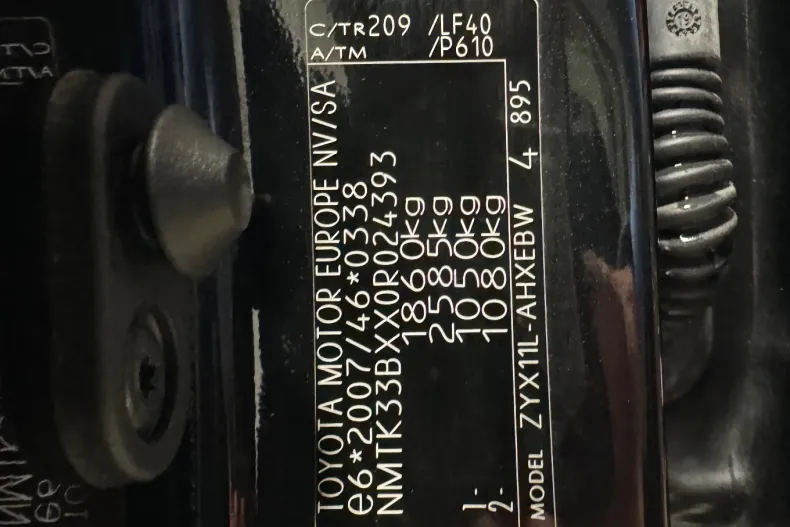 C/TR209 /LF40
A/TM /P610
TOYOTA MOTOR EUROPE NV/SA
e6*2007/46*0338
NMTK33BXX0R024393
1860kg
2585kg
1- 1050kg
2- 1080kg
MODEL ZYX11L-AHXEBW 4 895